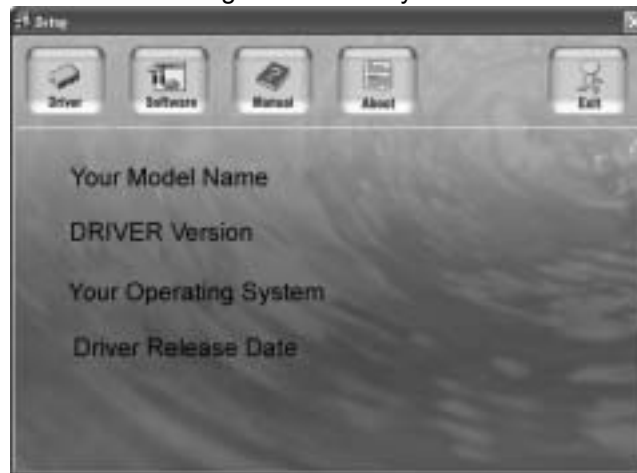 Setup
Driver Software Manual About Exit
Your Model Name
DRIVER Version
Your Operating System
Driver Release Date